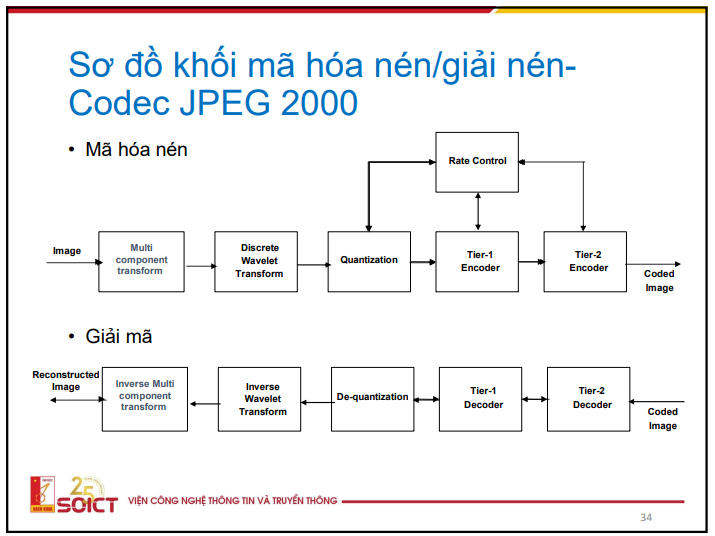 Sơ đồ khối mã hóa nén/giải nén-
Codec JPEG 2000
• Mã hóa nén
Rate Control
Image
Multi
component
transform
Discrete
Wavelet
Transform
Quantization
Tier-1
Encoder
Tier-2
Encoder
Coded
Image
• Giải mã
Reconstructed
Image
Inverse Multi
component
transform
Inverse
Wavelet
Transform
De-quantization
Tier-1
Decoder
Tier-2
Decoder
Coded
Image
25
SOICT
VIỆN CÔNG NGHỆ THÔNG TIN VÀ TRUYỀN THÔNG
34